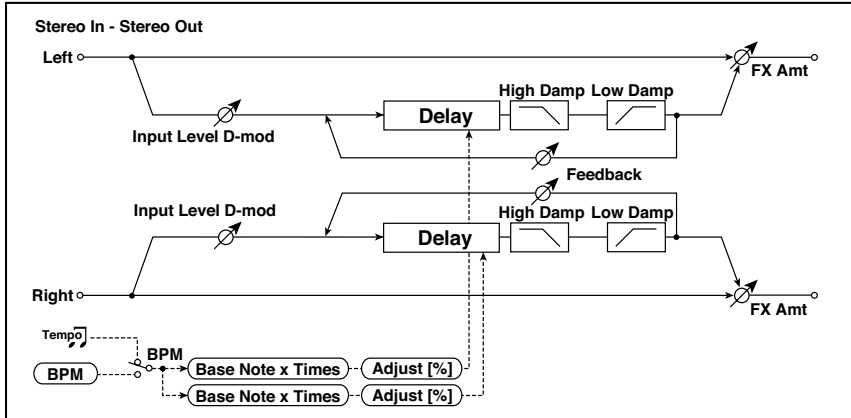 Stereo In - Stereo Out
Left
FX Amt
High Damp Low Damp
Delay
Input Level D-mod
Feedback
Input Level D-mod
High Damp Low Damp
Delay
Right
FX Amt
Tempo
BPM
BPM
Base Note x Times Adjust [%]
Base Note x Times Adjust [%]